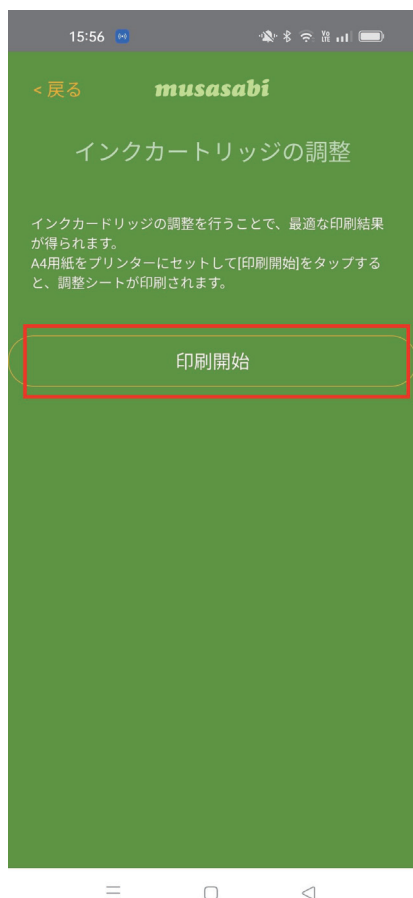 15:56
Vo LTE
<戻る
musasabi
インクカートリッジの調整
インクカードリッジの調整を行うことで、最適な印刷結果
が得られます。
A4用紙をプリンターにセットして[印刷開始]をタップする
と、調整シートが印刷されます。
印刷開始